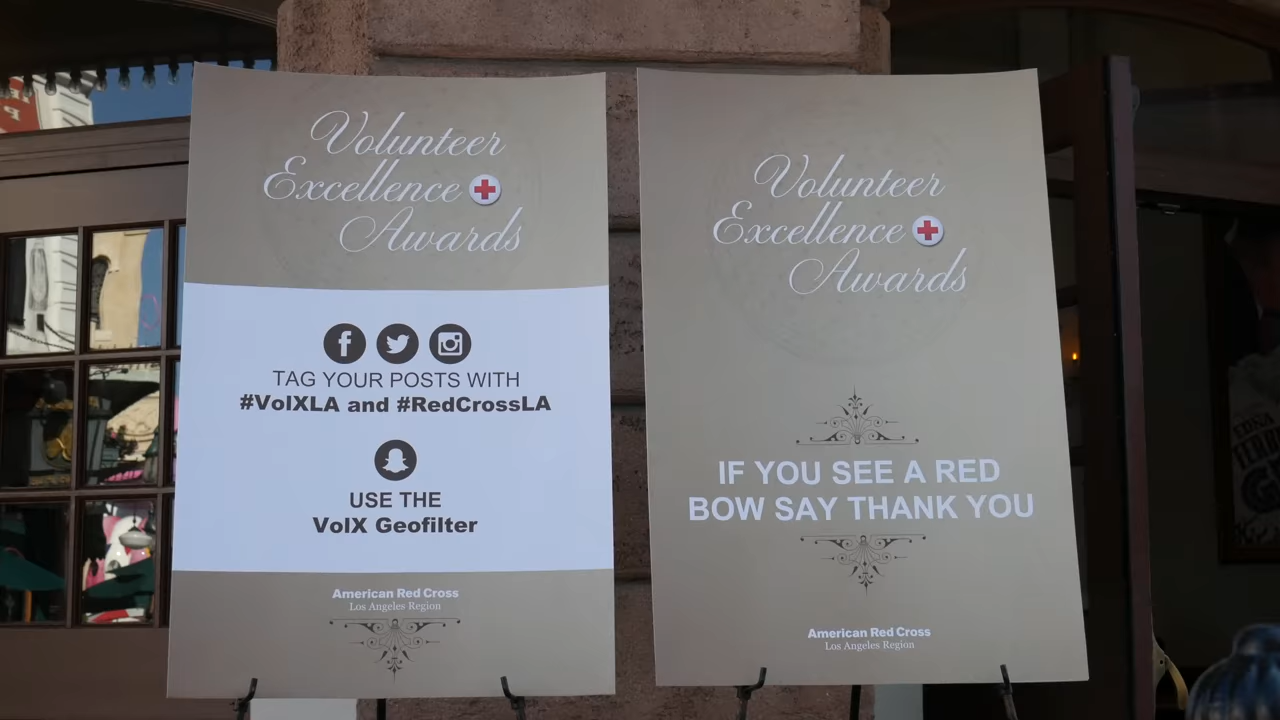 Volunteer
Excellence
Awards
TAG YOUR POSTS WITH
#VolXLA and #RedCrossLA
USE THE
VolX Geofilter
American Red Cross
Los Angeles Region
Volunteer
Excellence
Awards
IF YOU SEE A RED
BOW SAY THANK YOU
American Red Cross
Los Angeles Region